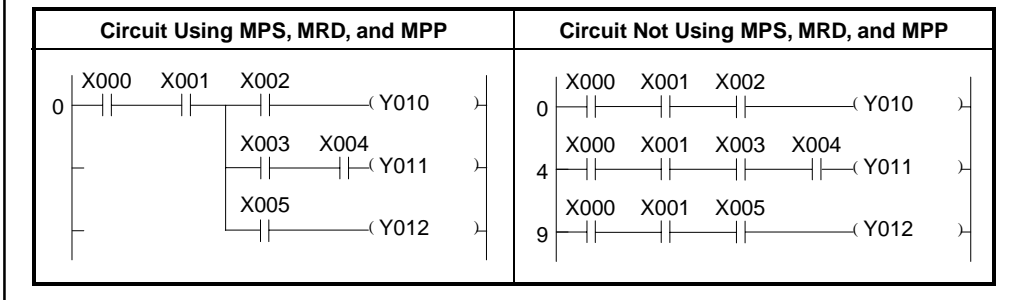 Circuit Using MPS, MRD, and MPP
X000 X001 X002
0 ( Y010 )
X003 X004
( Y011 )
X005
( Y012 )
Circuit Not Using MPS, MRD, and MPP
X000 X001 X002
0 ( Y010 )
X000 X001 X003 X004
4 ( Y011 )
X000 X001 X005
9 ( Y012 )